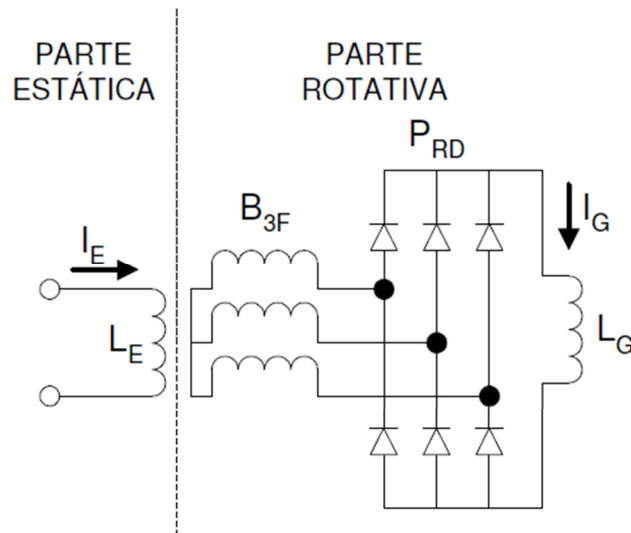 PARTE
ESTÁTICA
PARTE
ROTATIVA
P_RD
B_3F
I_E
I_G
L_E
L_G